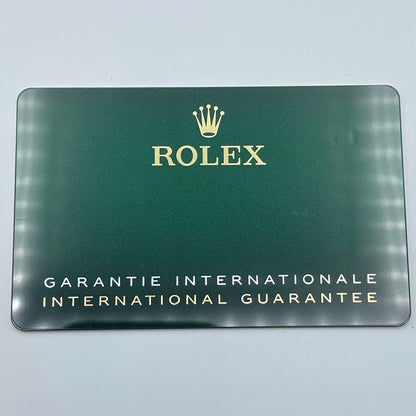 ROLEX
GARANTIE INTERNATIONALE
INTERNATIONAL GUARANTEE